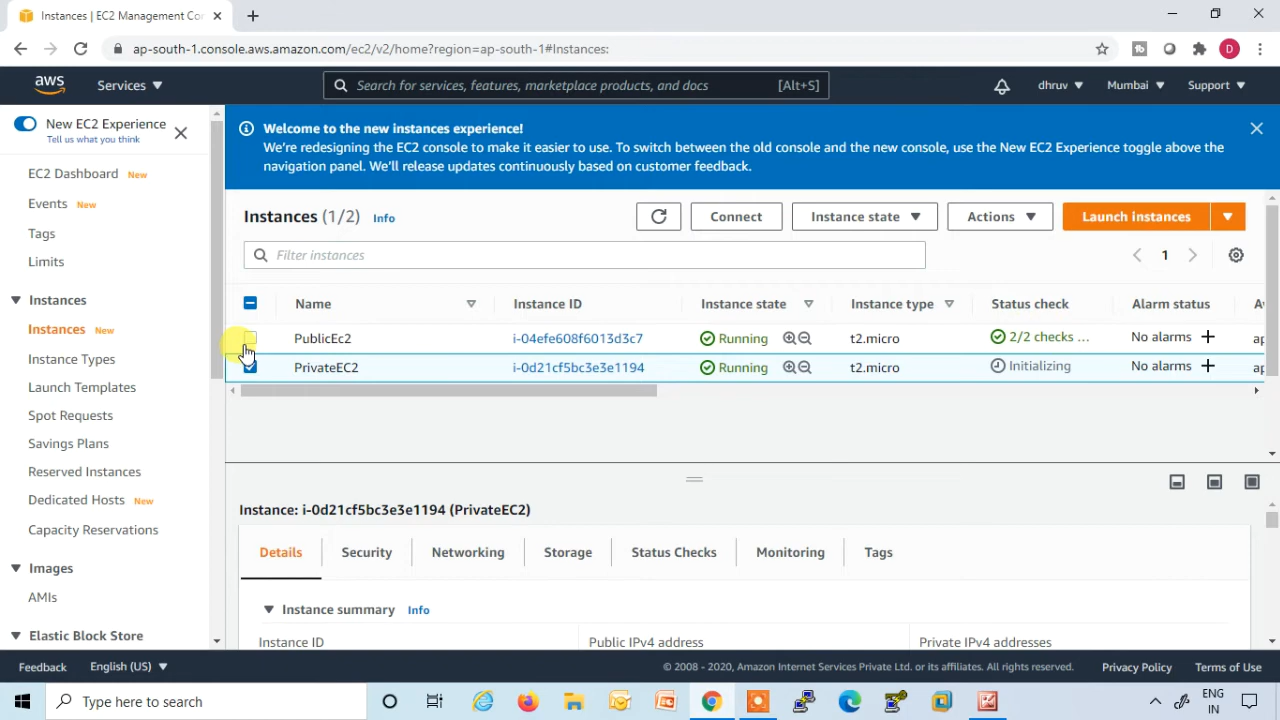 Instances | EC2 Management Cor
ap-south-1.console.aws.amazon.com/ec2/v2/home?region=ap-south-1#Instances:
D
aws
Services
Search for services, features, marketplace products, and docs
[Alt+S]
dhruv
Mumbai
Support
New EC2 Experience
Tell us what you think
EC2 Dashboard New
Events New
Tags
Limits
Instances
Instances New
Instance Types
Launch Templates
Spot Requests
Savings Plans
Reserved Instances
Dedicated Hosts New
Capacity Reservations
Images
AMIs
Elastic Block Store
Welcome to the new instances experience!
We're redesigning the EC2 console to make it easier to use. To switch between the old console and the new console, use the New EC2 Experience toggle above the
navigation panel. We'll release updates continuously based on customer feedback.
Instances (1/2) Info
Connect
Instance state
Actions
Launch instances
Filter instances
1
Name Instance ID Instance state Instance type Status check Alarm status
PublicEc2 i-04efe608f6013d3c7 Running t2.micro 2/2 checks ... No alarms +
PrivateEC2 i-0d21cf5bc3e3e1194 Running t2.micro Initializing No alarms +
Instance: i-0d21cf5bc3e3e1194 (PrivateEC2)
Details Security Networking Storage Status Checks Monitoring Tags
Instance summary Info
Instance ID Public IPv4 address Private IPv4 addresses
Feedback English (US) © 2008 - 2020, Amazon Internet Services Private Ltd. or its affiliates. All rights reserved. Privacy Policy Terms of Use
Type here to search
ENG
IN